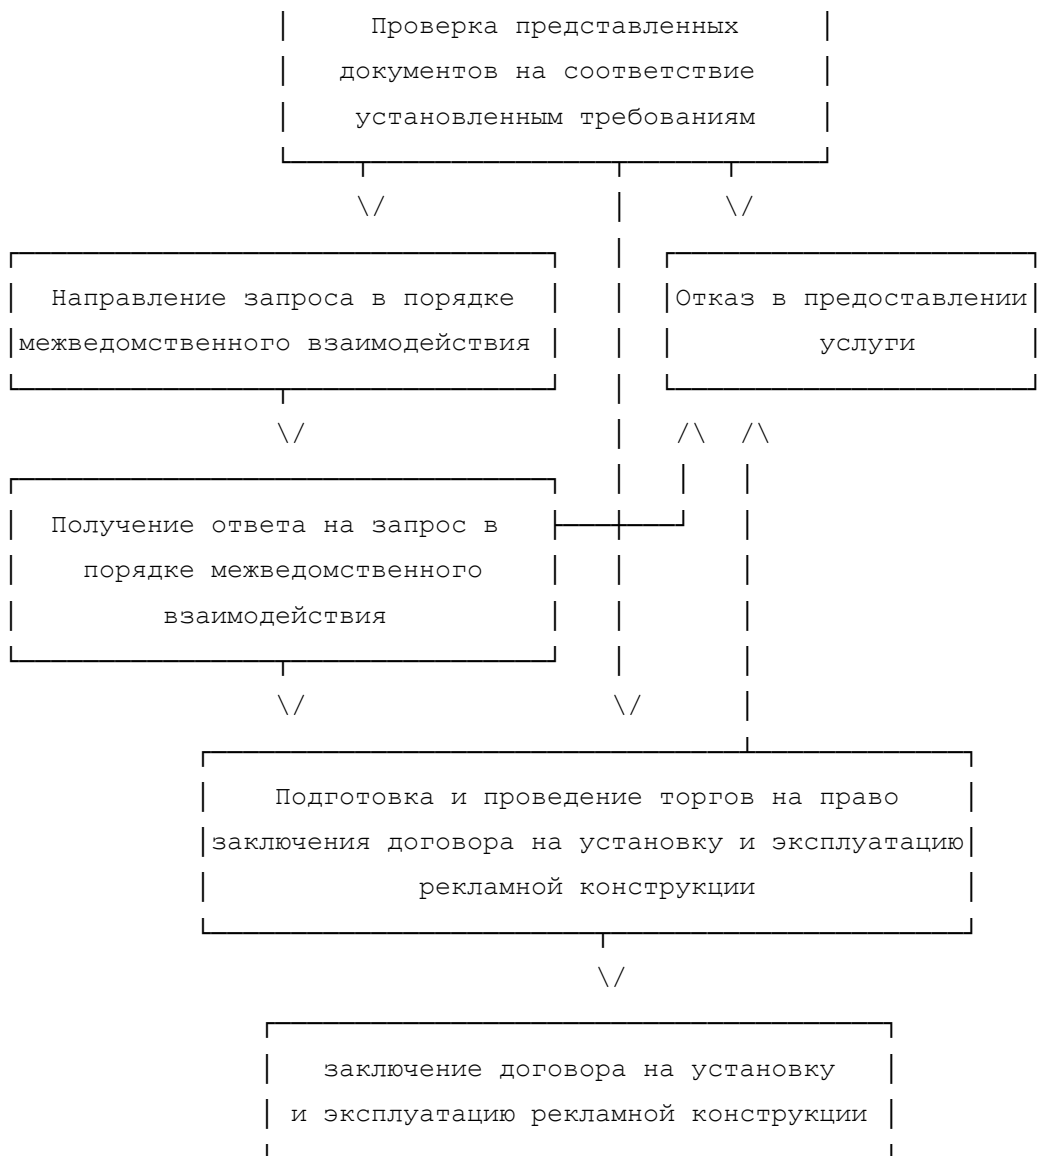 Проверка представленных
документов на соответствие
установленным требованиям
Направление запроса в порядке
межведомственного взаимодействия
Отказ в предоставлении
услуги
Получение ответа на запрос в
порядке межведомственного
взаимодействия
Подготовка и проведение торгов на право
заключения договора на установку и эксплуатацию
рекламной конструкции
заключение договора на установку
и эксплуатацию рекламной конструкции